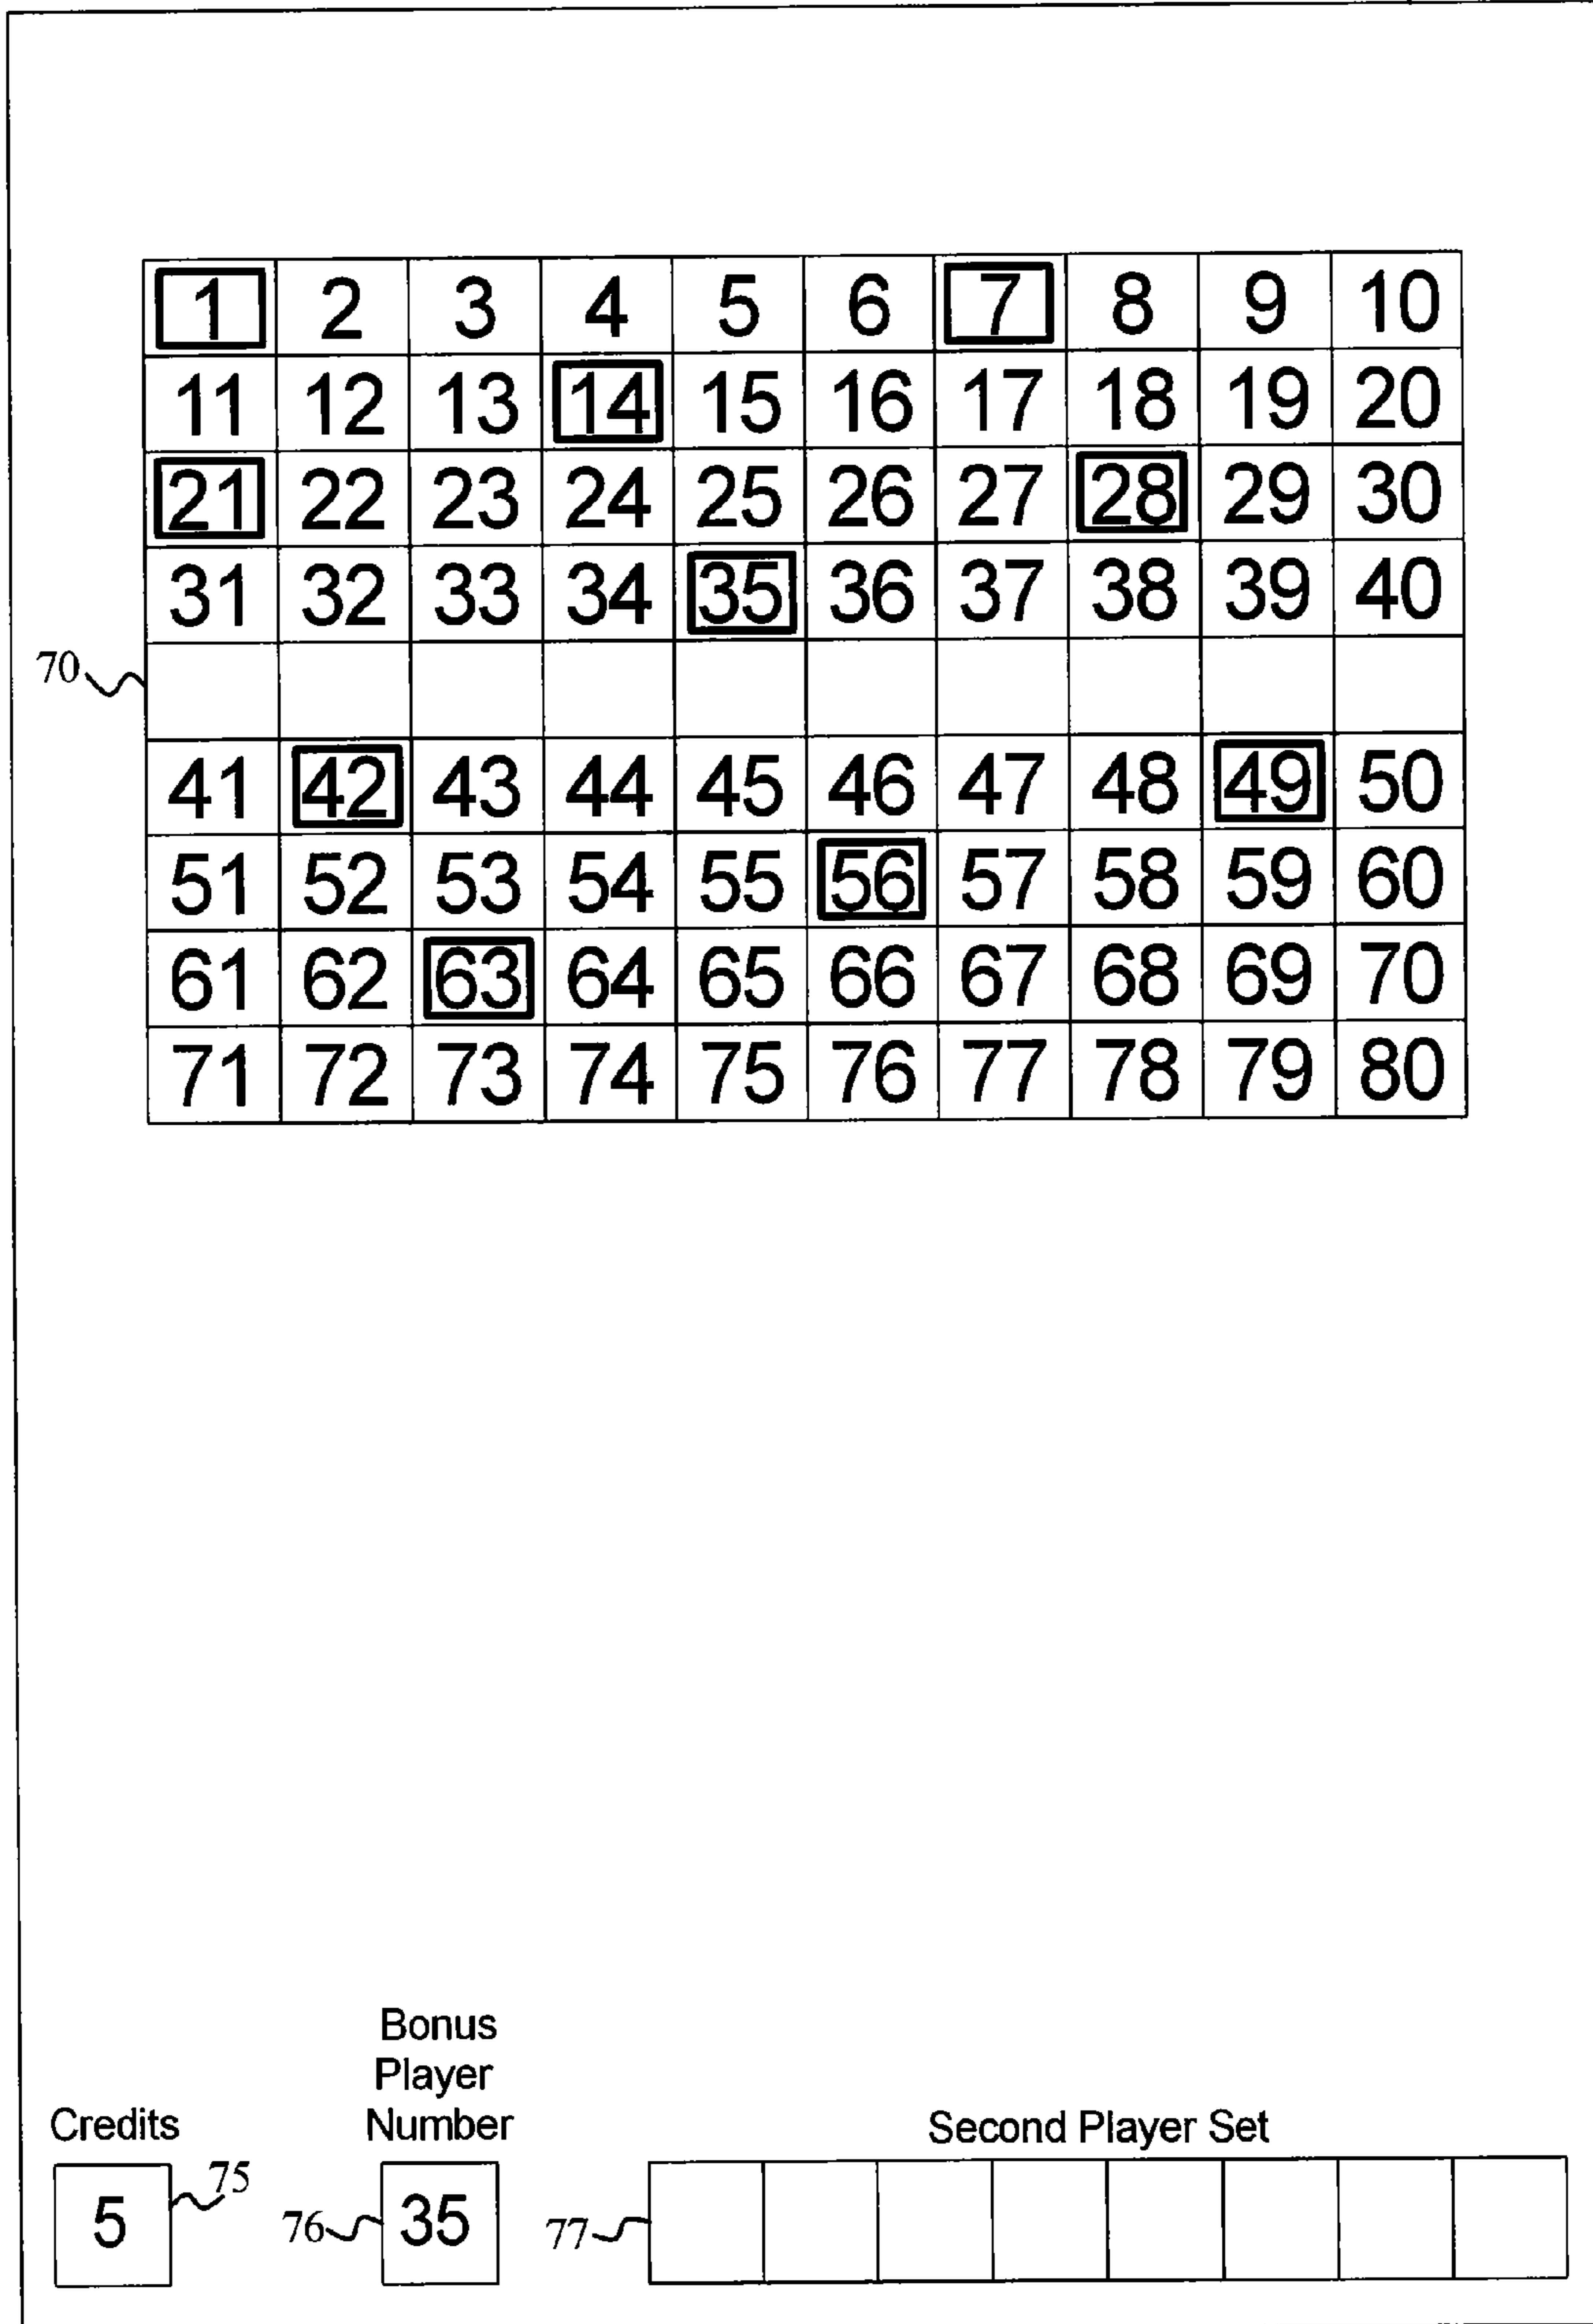 1 2 3 4 5 6 7 8 9 10
11 12 13 14 15 16 17 18 19 20
21 22 23 24 25 26 27 28 29 30
31 32 33 34 35 36 37 38 39 40
70
41 42 43 44 45 46 47 48 49 50
51 52 53 54 55 56 57 58 59 60
61 62 63 64 65 66 67 68 69 70
71 72 73 74 75 76 77 78 79 80
Bonus
Player
Credits Number Second Player Set
75
5 76 35 77